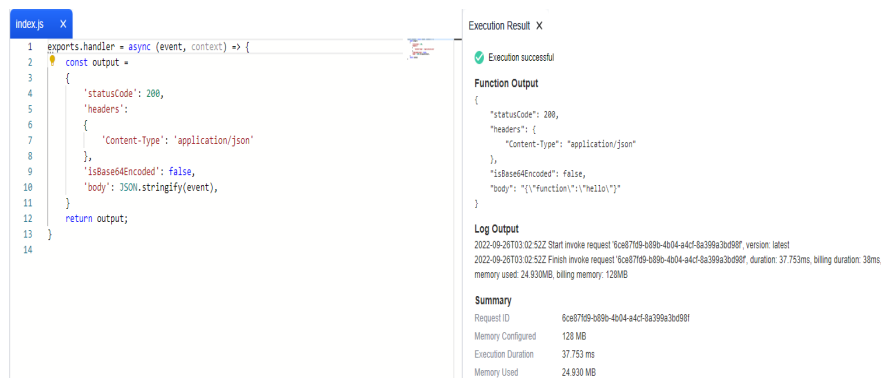 index.js X
1 exports.handler = async (event, context) => {
2 const output =
3 {
4 'statusCode': 200,
5 'headers':
6 {
7 'Content-Type': 'application/json'
8 },
9 'isBase64Encoded': false,
10 'body': JSON.stringify(event),
11 }
12 return output;
13 }
14
Execution Result X
Execution successful
Function Output
{
"statusCode": 200,
"headers": {
"Content-Type": "application/json"
},
"isBase64Encoded": false,
"body": "{\"function\":\"hello\"}"
}
Log Output
2022-09-26T03:02:52Z Start invoke request '6ce87fd9-b89b-4b04-a4cf-8a399a3bd98f', version: latest
2022-09-26T03:02:52Z Finish invoke request '6ce87fd9-b89b-4b04-a4cf-8a399a3bd98f', duration: 37.753ms, billing duration: 38ms,
memory used: 24.930MB, billing memory: 128MB
Summary
Request ID 6ce87fd9-b89b-4b04-a4cf-8a399a3bd98f
Memory Configured 128 MB
Execution Duration 37.753 ms
Memory Used 24.930 MB